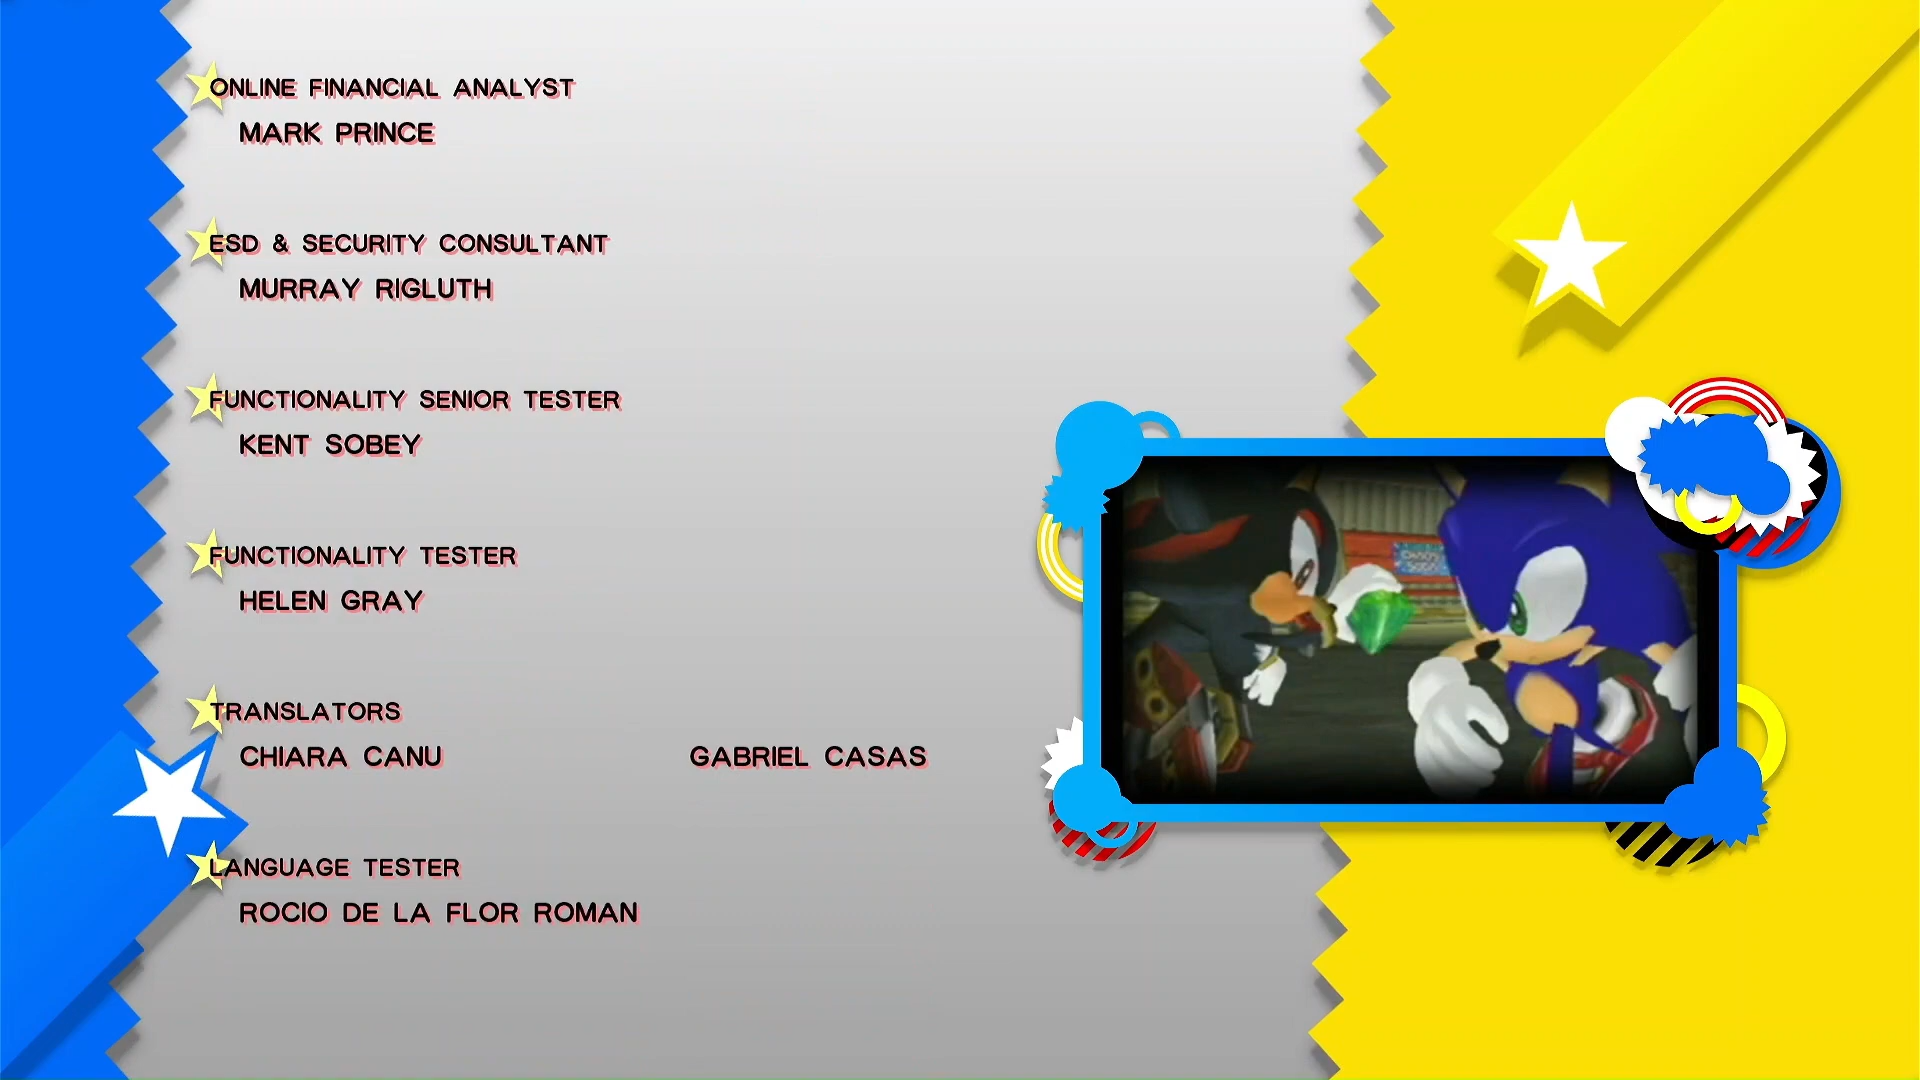 ONLINE FINANCIAL ANALYST
MARK PRINCE
ESD & SECURITY CONSULTANT
MURRAY RIGLUTH
FUNCTIONALITY SENIOR TESTER
KENT SOBEY
FUNCTIONALITY TESTER
HELEN GRAY
TRANSLATORS
CHIARA CANU GABRIEL CASAS
LANGUAGE TESTER
ROCIO DE LA FLOR ROMAN